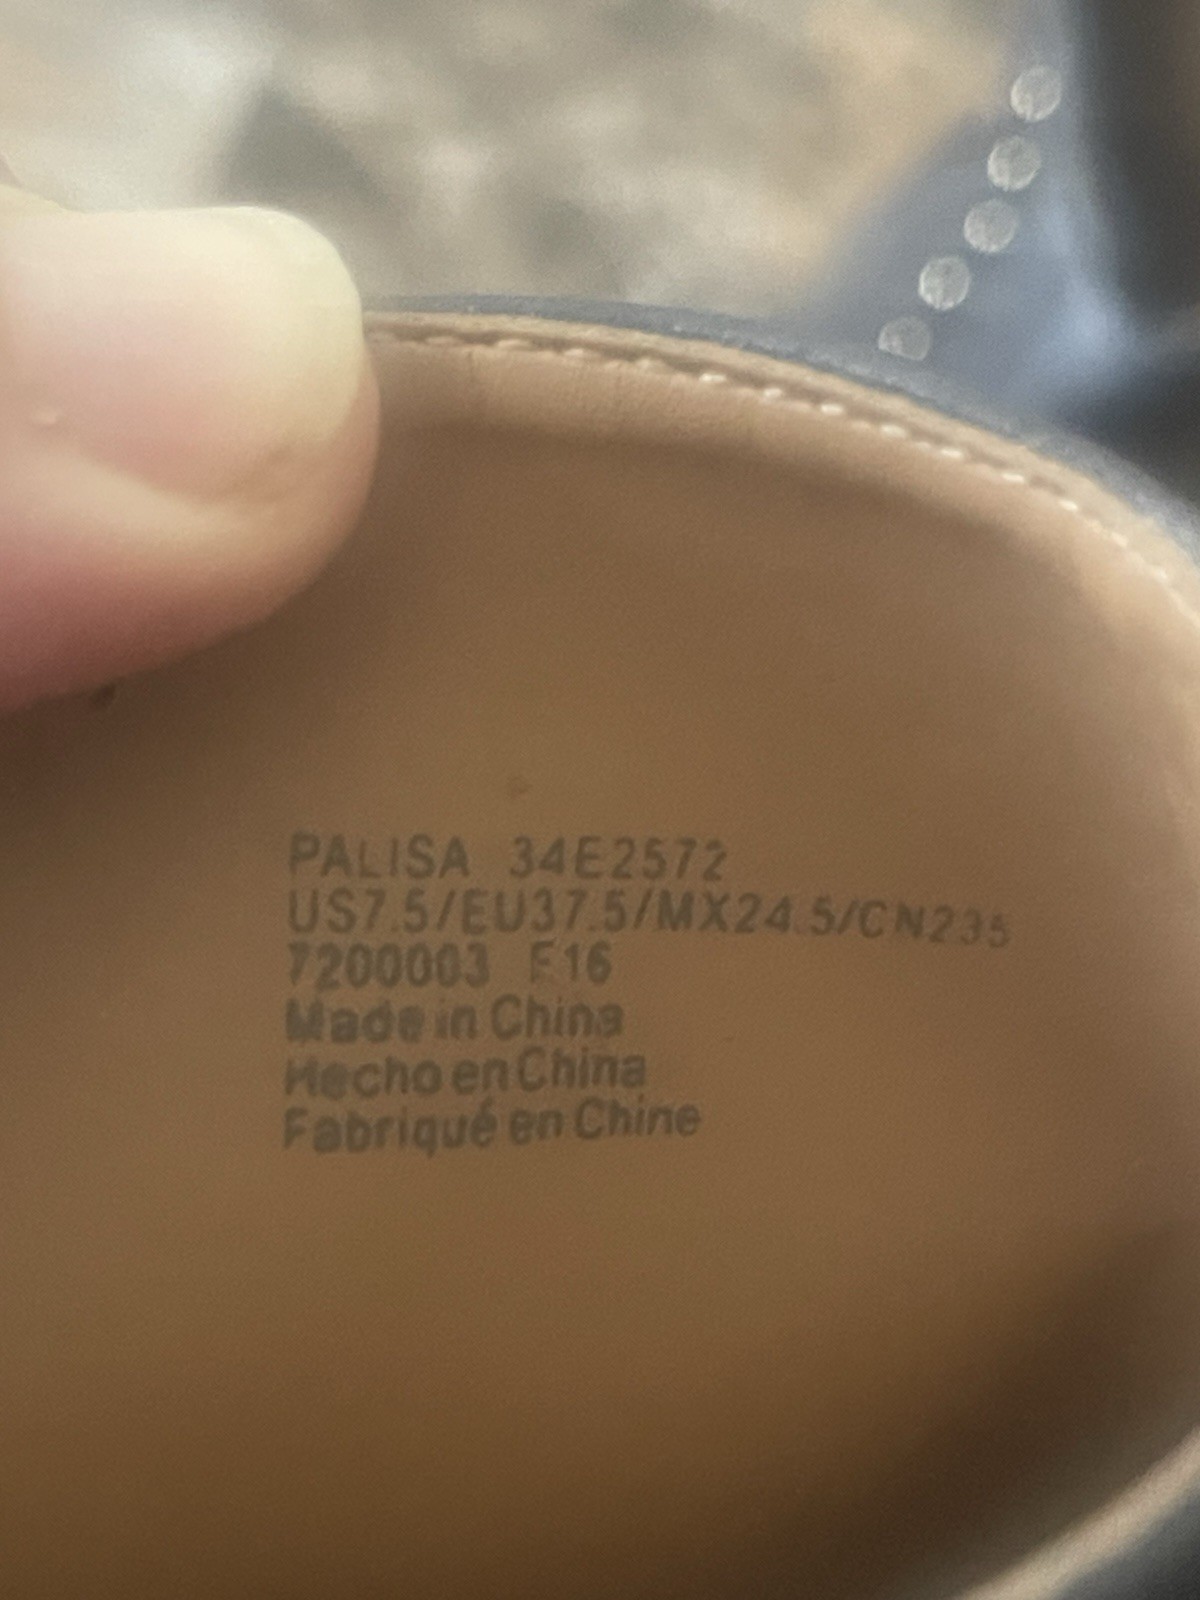 PALISA 34E2572
US7.5/EU37.5/MX24.5/CN235
7200003 E16
Made in China
Hecho en China
Fabriqué en Chine